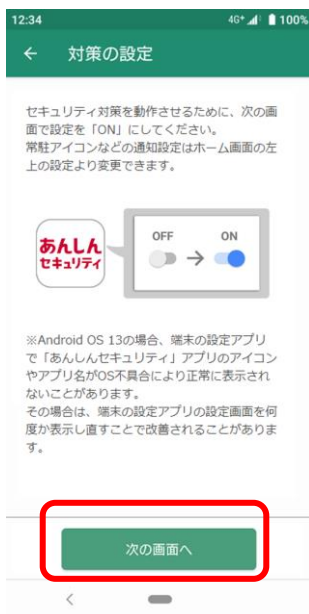 12:34 4G+ 100%
← 対策の設定
セキュリティ対策を動作させるために、次の画
面で設定を「ON」にしてください。
常駐アイコンなどの通知設定はホーム画面の左
上の設定より変更できます。
あんしん
セキュリティ
OFF → ON
※Android OS 13の場合、端末の設定アプリ
で「あんしんセキュリティ」アプリのアイコン
やアプリ名がOS不具合により正常に表示され
ないことがあります。
その場合は、端末の設定アプリの設定画面を何
度か表示し直すことで改善されることがありま
す。
次の画面へ